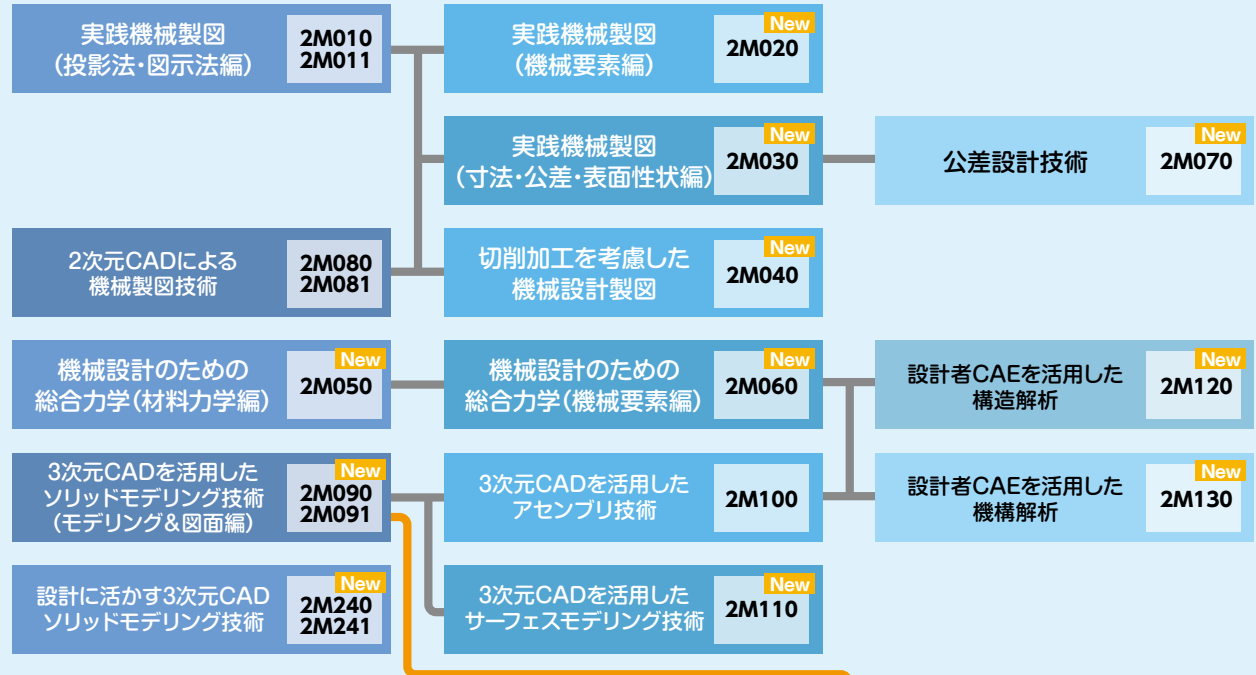 実践機械製図
(投影法・図示法編)
2M010
2M011
実践機械製図
(機械要素編)
New
2M020
実践機械製図
(寸法・公差・表面性状編)
New
2M030
公差設計技術
New
2M070
2次元CADによる
機械製図技術
2M080
2M081
切削加工を考慮した
機械設計製図
New
2M040
機械設計のための
総合力学(材料力学編)
New
2M050
機械設計のための
総合力学(機械要素編)
New
2M060
設計者CAEを活用した
構造解析
New
2M120
3次元CADを活用した
ソリッドモデリング技術
(モデリング&図面編)
New
2M090
2M091
3次元CADを活用した
アセンブリ技術
2M100
設計者CAEを活用した
機構解析
New
2M130
設計に活かす3次元CAD
ソリッドモデリング技術
New
2M240
2M241
3次元CADを活用した
サーフェスモデリング技術
New
2M110